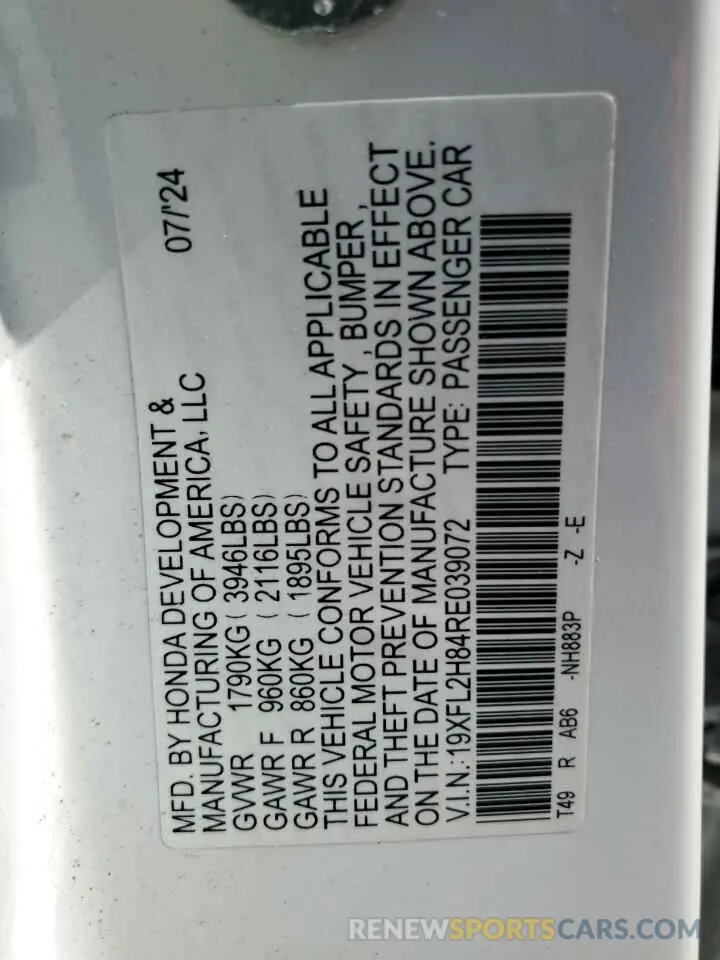 MFD. BY HONDA DEVELOPMENT &
MANUFACTURING OF AMERICA, LLC 07/'24
GVWR 1790KG ( 3946LBS)
GAWR F 960KG ( 2116LBS)
GAWR R 860KG ( 1895LBS)
THIS VEHICLE CONFORMS TO ALL APPLICABLE
FEDERAL MOTOR VEHICLE SAFETY , BUMPER ,
AND THEFT PREVENTION STANDARDS IN EFFECT
ON THE DATE OF MANUFACTURE SHOWN ABOVE.
V.I.N.:19XFL2H84RE039072 TYPE: PASSENGER CAR
T49 R AB6 -NH883P -Z -E
RENEWSPORTSCARS.COM